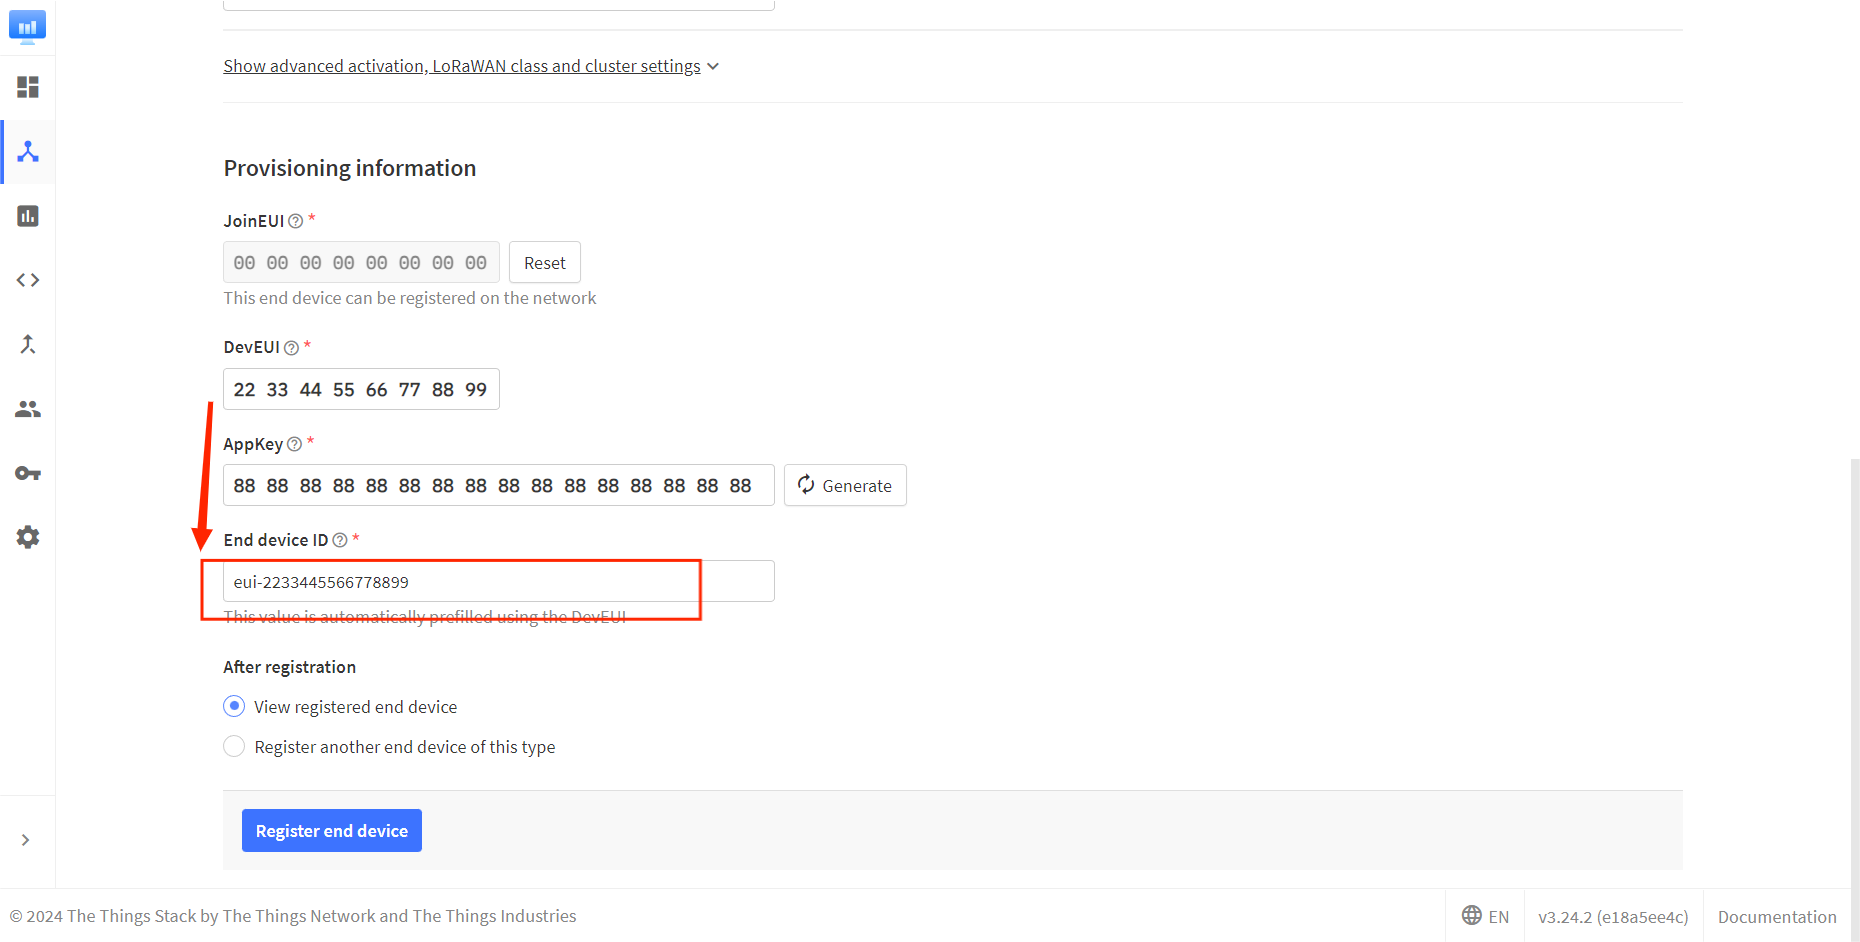 Show advanced activation, LoRaWAN class and cluster settings
Provisioning information
JoinEUI *
00 00 00 00 00 00 00 00 Reset
This end device can be registered on the network
DevEUI *
22 33 44 55 66 77 88 99
AppKey *
88 88 88 88 88 88 88 88 88 88 88 88 88 88 88 88 Generate
End device ID *
eui-2233445566778899
This value is automatically prefilled using the DevEUI
After registration
View registered end device
Register another end device of this type
Register end device
© 2024 The Things Stack by The Things Network and The Things Industries EN v3.24.2 (e18a5ee4c) Documentation